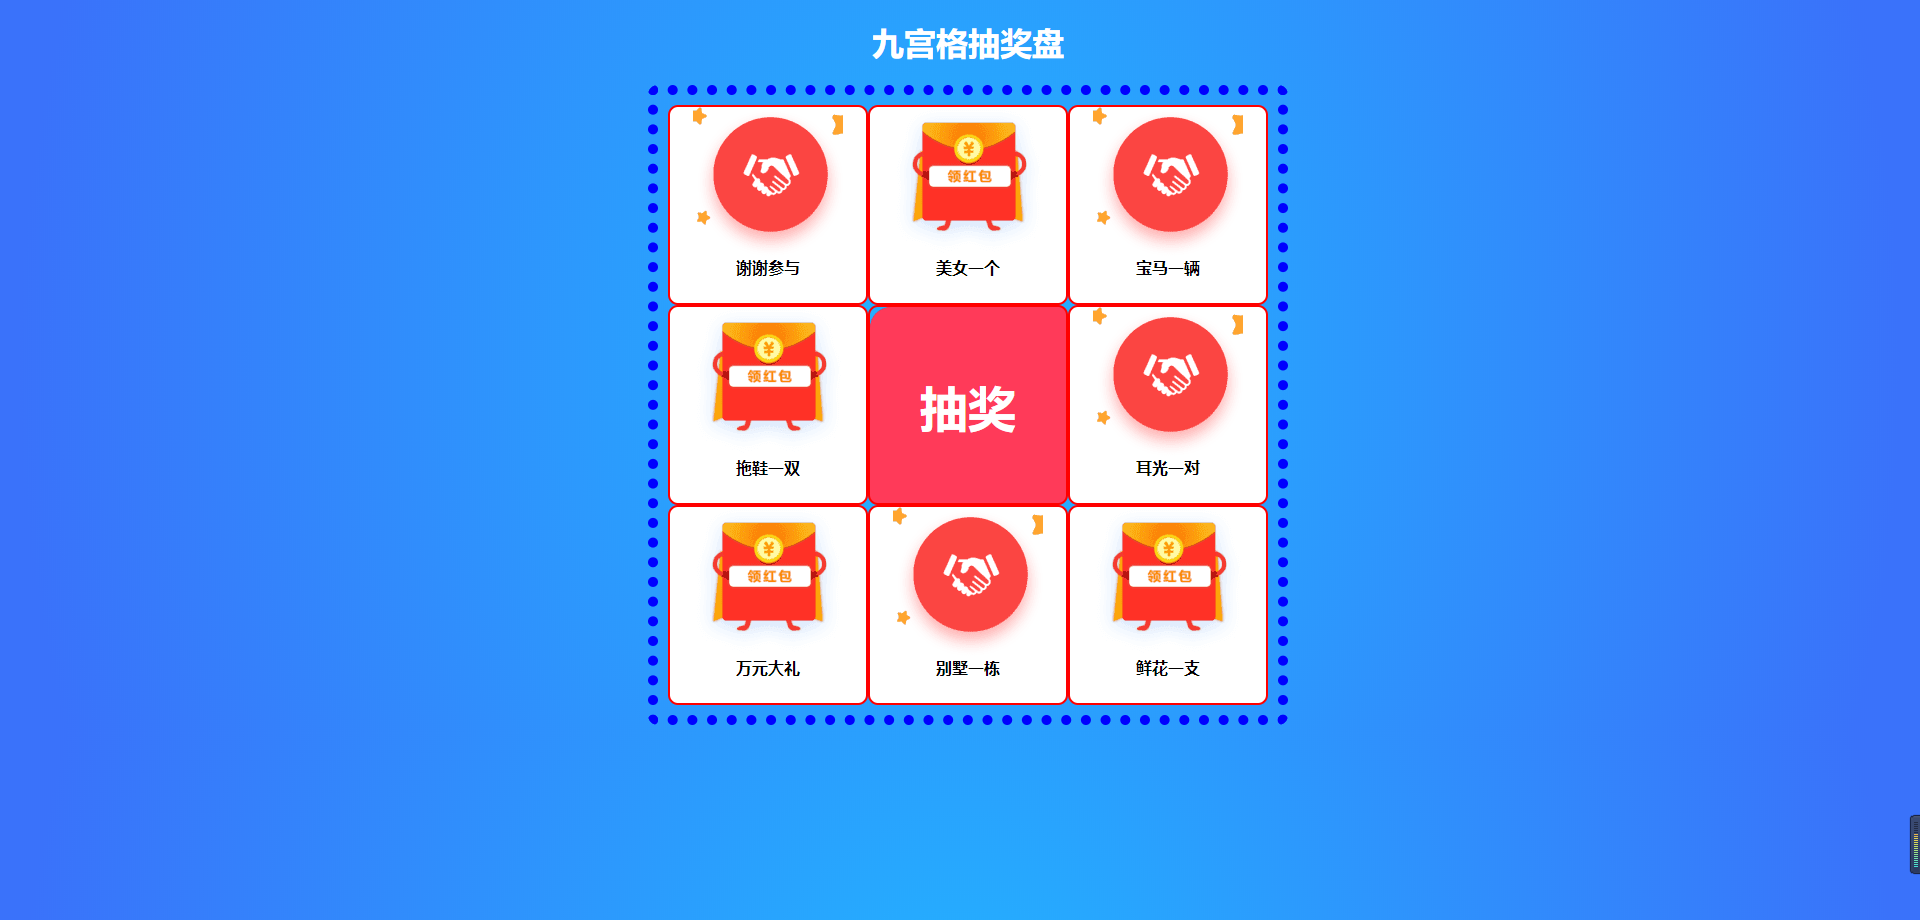 九宫格抽奖盘
¥
领红包
谢谢参与
美女一个
宝马一辆
¥
领红包
抽奖
拖鞋一双
耳光一对
¥
领红包
¥
领红包
万元大礼
别墅一栋
鲜花一支